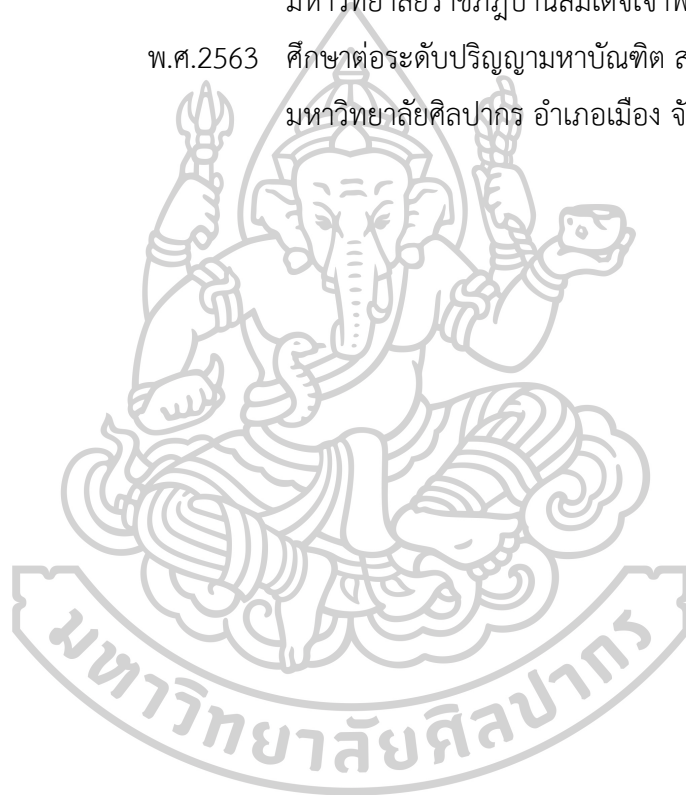 มหาวิทยาลัยราชภัฏบ้านสมเด็จเจ้าพ
พ.ศ.2563 ศึกษาต่อระดับปริญญามหาบัณฑิต ส
มหาวิทยาลัยศิลปากร อำเภอเมือง จั
มหาวิทยาลัยศิลปากร